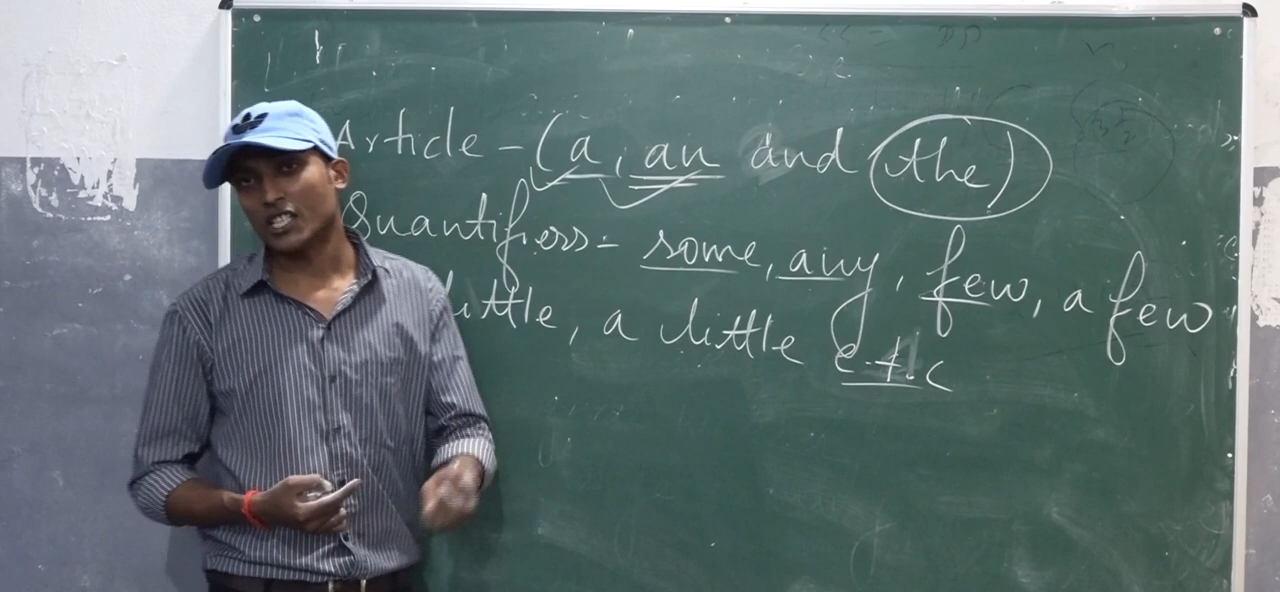 Article - (a, an and the)
Quantifiers - some, any, few, a few
little, a little etc